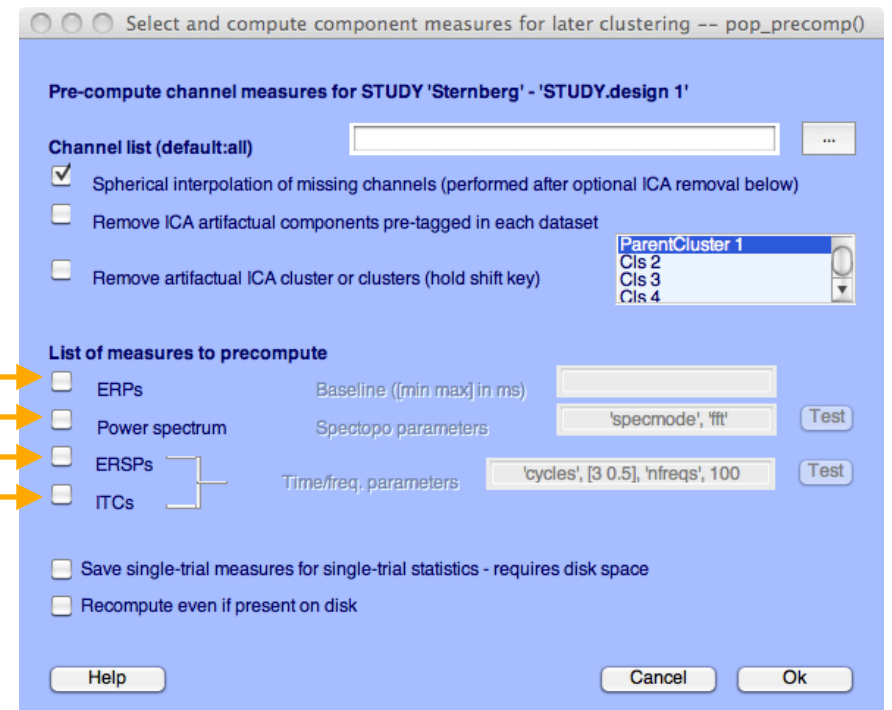 Select and compute component measures for later clustering -- pop_precomp()
Pre-compute channel measures for STUDY 'Sternberg' - 'STUDY.design 1'
Channel list (default:all) ...
Spherical interpolation of missing channels (performed after optional ICA removal below)
Remove ICA artifactual components pre-tagged in each dataset
Remove artifactual ICA cluster or clusters (hold shift key)
ParentCluster 1
Cls 2
Cls 3
Cls 4
List of measures to precompute
ERPs Baseline ([min max] in ms)
Power spectrum Spectopo parameters 'specmode', 'fft' Test
ERSPs
Time/freq. parameters 'cycles', [3 0.5], 'nfreqs', 100 Test
ITCs
Save single-trial measures for single-trial statistics - requires disk space
Recompute even if present on disk
Help Cancel Ok